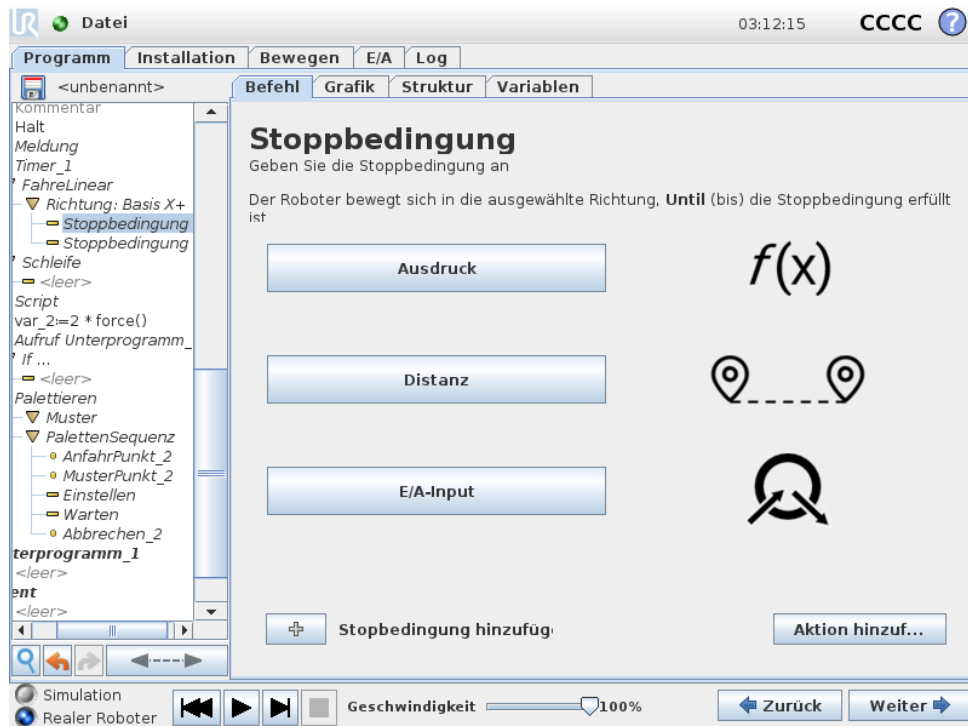 UR Datei 03:12:15 CCCC ?
Programm Installation Bewegen E/A Log
<unbenannt>
Befehl Grafik Struktur Variablen
Kommentar
Halt
Meldung
Timer_1
FahreLinear
Richtung: Basis X+
Stoppbedingung
Stoppbedingung
Schleife
<leer>
Script
var_2:=2 * force()
Aufruf Unterprogramm_
If ...
<leer>
Palettieren
Muster
PalettenSequenz
AnfahrPunkt_2
MusterPunkt_2
Einstellen
Warten
Abbrechen_2
terprogramm_1
<leer>
ent
<leer>
Stoppbedingung
Geben Sie die Stoppbedingung an
Der Roboter bewegt sich in die ausgewählte Richtung, Until (bis) die Stoppbedingung erfüllt
ist
Ausdruck f(x)
Distanz
E/A-Input
Stopbedingung hinzufüg
Aktion hinzuf...
Simulation
Realer Roboter
Geschwindigkeit 100%
Zurück Weiter